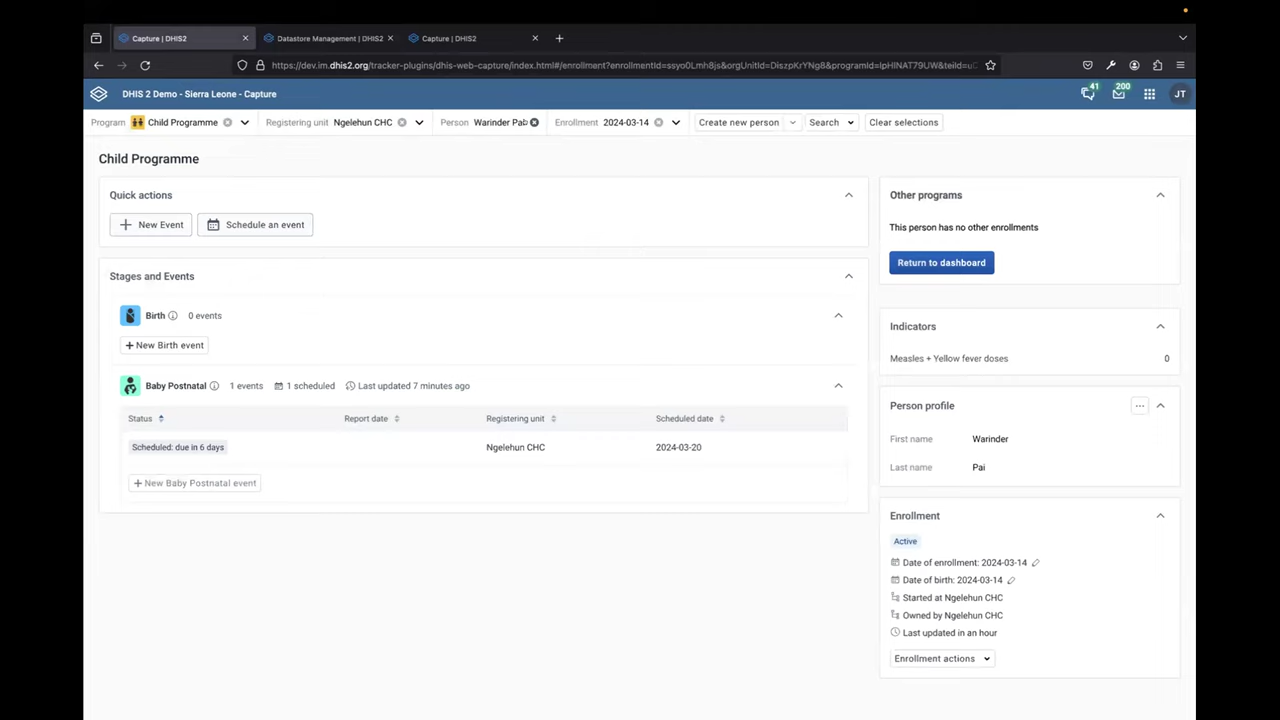 Capture | DHIS2
Datastore Management | DHIS2
Capture | DHIS2
https://dev.im.dhis2.org/tracker-plugins/dhis-web-capture/index.html#/enrollment?enrollmentId=ssyo0Lmh8js&orgUnitId=DiszpKrYNg8&programId=IpHINAT79UW&teiId=uC
DHIS 2 Demo - Sierra Leone - Capture
41
200
JT
Program Child Programme
Registering unit Ngelehun CHC
Person Warinder Pai
Enrollment 2024-03-14
Create new person
Search
Clear selections
Child Programme
Quick actions
New Event
Schedule an event
Stages and Events
Birth 0 events
New Birth event
Baby Postnatal 1 events 1 scheduled Last updated 7 minutes ago
Status Report date Registering unit Scheduled date
Scheduled: due in 6 days Ngelehun CHC 2024-03-20
New Baby Postnatal event
Other programs
This person has no other enrollments
Return to dashboard
Indicators
Measles + Yellow fever doses 0
Person profile
First name Warinder
Last name Pai
Enrollment
Active
Date of enrollment: 2024-03-14
Date of birth: 2024-03-14
Started at Ngelehun CHC
Owned by Ngelehun CHC
Last updated in an hour
Enrollment actions